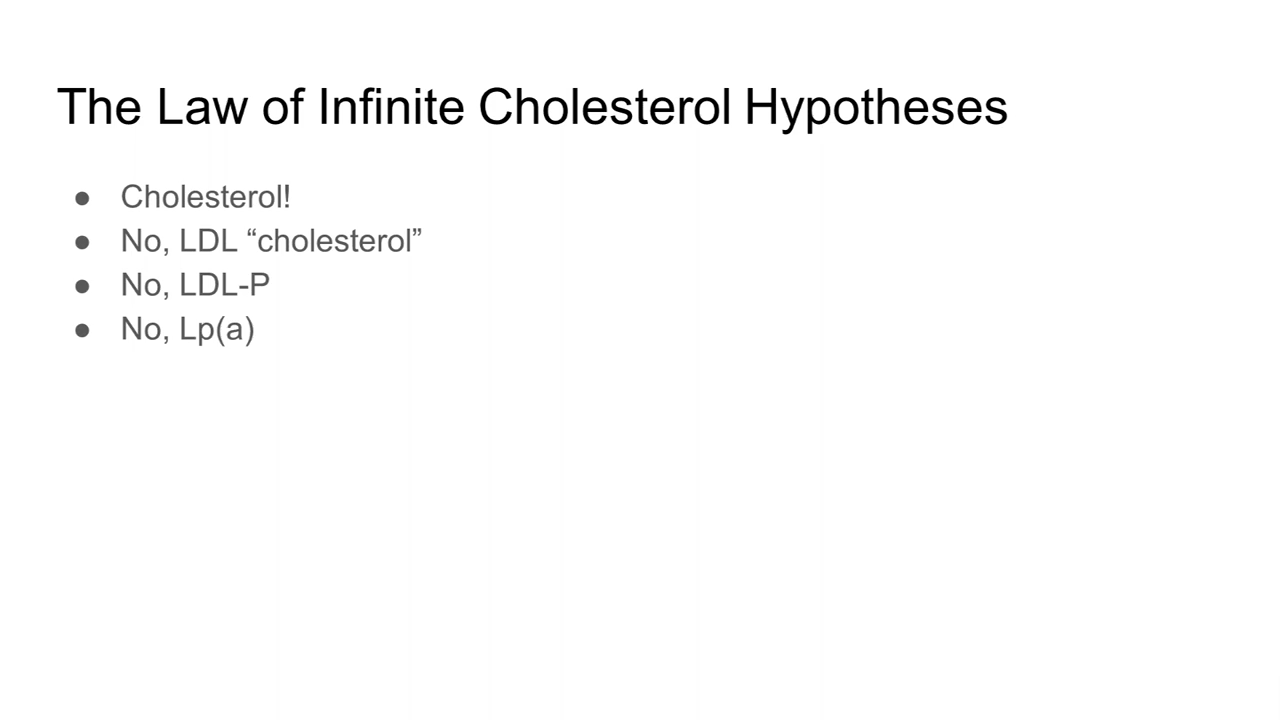 The Law of Infinite Cholesterol Hypotheses
● Cholesterol!
● No, LDL “cholesterol”
● No, LDL-P
● No, Lp(a)